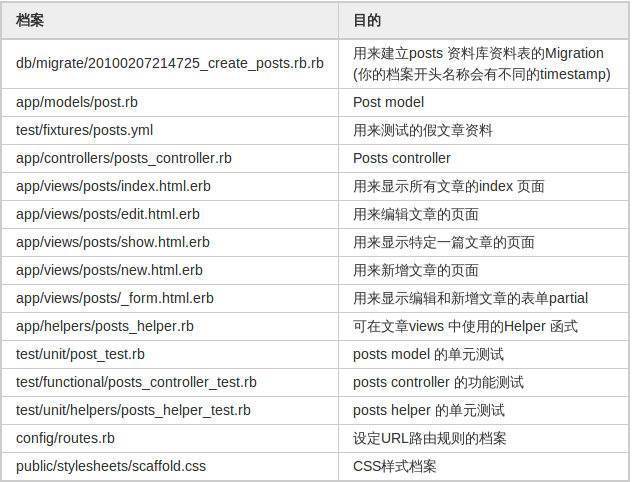 档案 目的
db/migrate/20100207214725_create_posts.rb.rb 用来建立posts 资料库资料表的Migration
(你的档案开头名称会有不同的timestamp)
app/models/post.rb Post model
test/fixtures/posts.yml 用来测试的假文章资料
app/controllers/posts_controller.rb Posts controller
app/views/posts/index.html.erb 用来显示所有文章的index 页面
app/views/posts/edit.html.erb 用来编辑文章的页面
app/views/posts/show.html.erb 用来显示特定一篇文章的页面
app/views/posts/new.html.erb 用来新增文章的页面
app/views/posts/_form.html.erb 用来显示编辑和新增文章的表单partial
app/helpers/posts_helper.rb 可在文章views 中使用的Helper 函式
test/unit/post_test.rb posts model 的单元测试
test/functional/posts_controller_test.rb posts controller 的功能测试
test/unit/helpers/posts_helper_test.rb posts helper 的单元测试
config/routes.rb 设定URL路由规则的档案
public/stylesheets/scaffold.css CSS样式档案